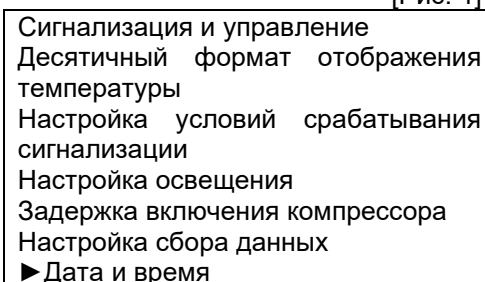 Сигнализация и управление
Десятичный формат отображения
температуры
Настройка условий срабатывания
сигнализации
Настройка освещения
Задержка включения компрессора
Настройка сбора данных
►Дата и время